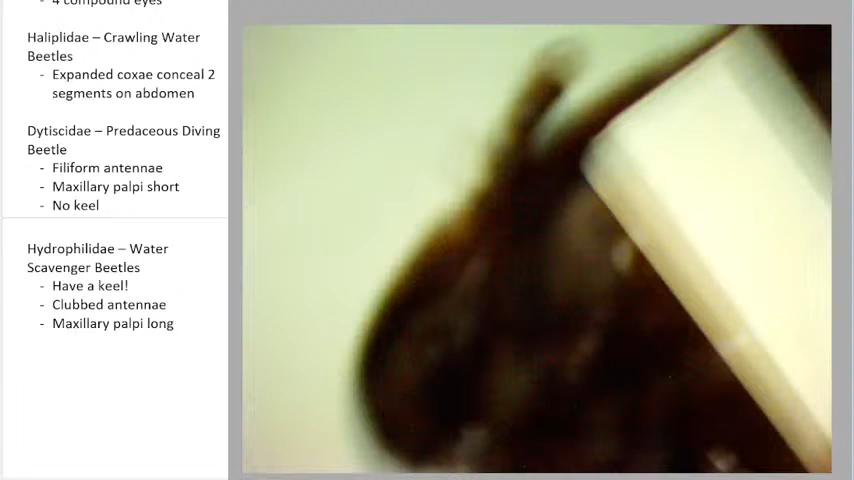 - 4 compound eyes
Haliplidae – Crawling Water
Beetles
- Expanded coxae conceal 2
segments on abdomen
Dytiscidae – Predaceous Diving
Beetle
- Filiform antennae
- Maxillary palpi short
- No keel
Hydrophilidae – Water
Scavenger Beetles
- Have a keel!
- Clubbed antennae
- Maxillary palpi long